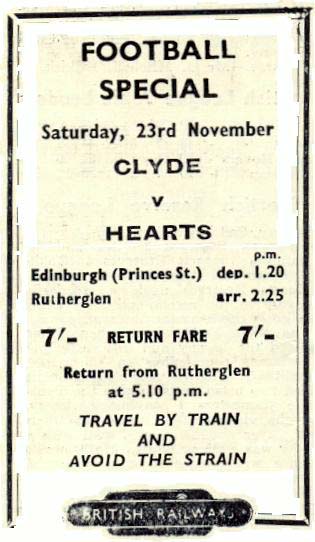 FOOTBALL
SPECIAL
Saturday, 23rd November
CLYDE
v
HEARTS
p.m.
Edinburgh (Princes St.) dep. 1.20
Rutherglen arr. 2.25
7'- RETURN FARE 7'-
Return from Rutherglen
at 5.10 p.m.
TRAVEL BY TRAIN
AND
AVOID THE STRAIN
BRITISH RAILWAYS